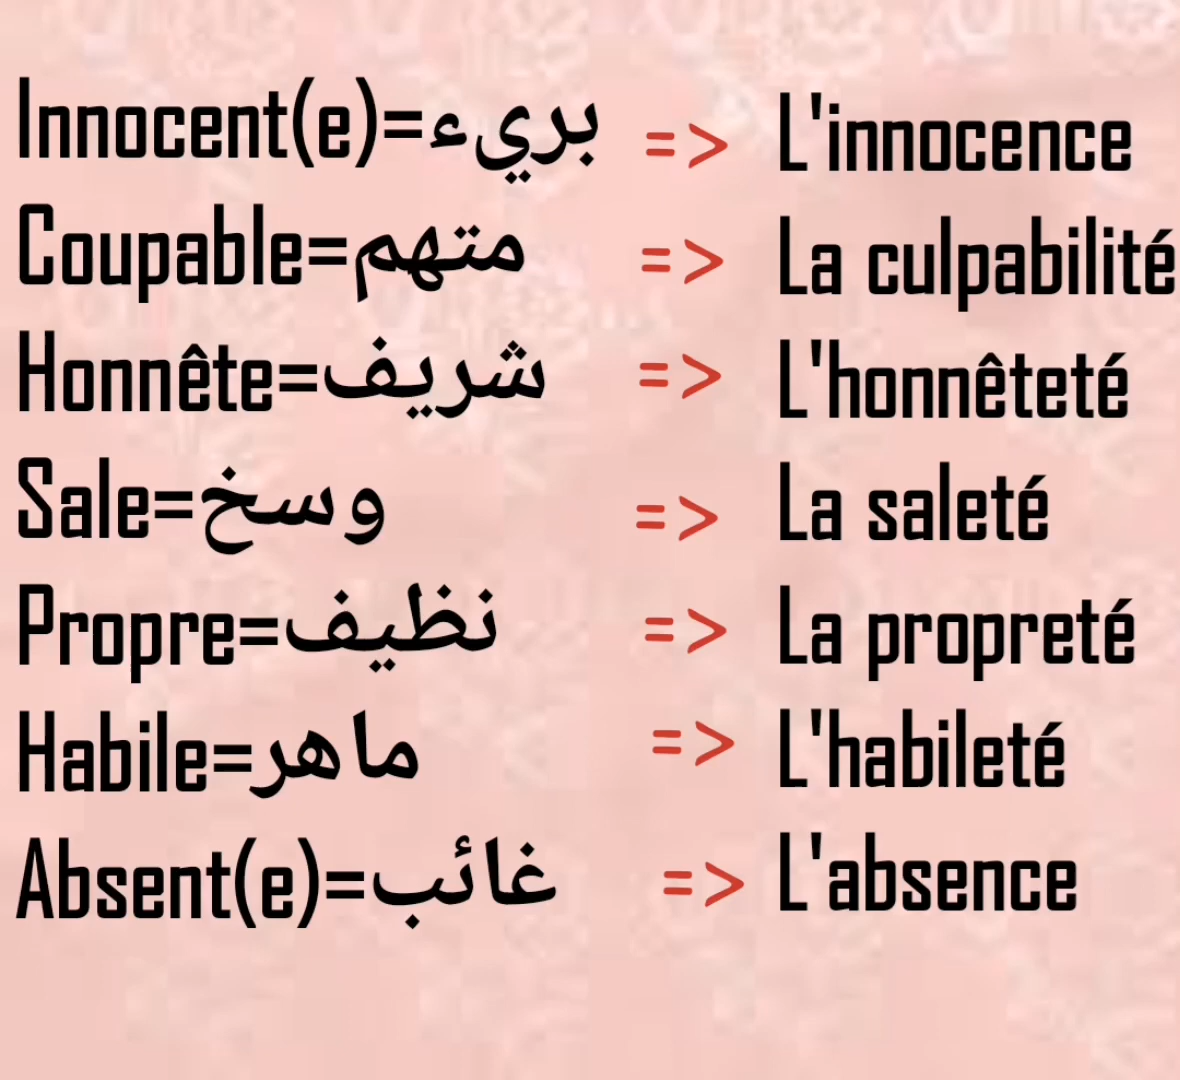 Innocent(e)=بريء => L'innocence
Coupable=متهم => La culpabilité
Honnête=شريف => L'honnêteté
Sale=وسخ => La saleté
Propre=نظيف => La propreté
Habile=ماهر => L'habileté
Absent(e)=غائب => L'absence